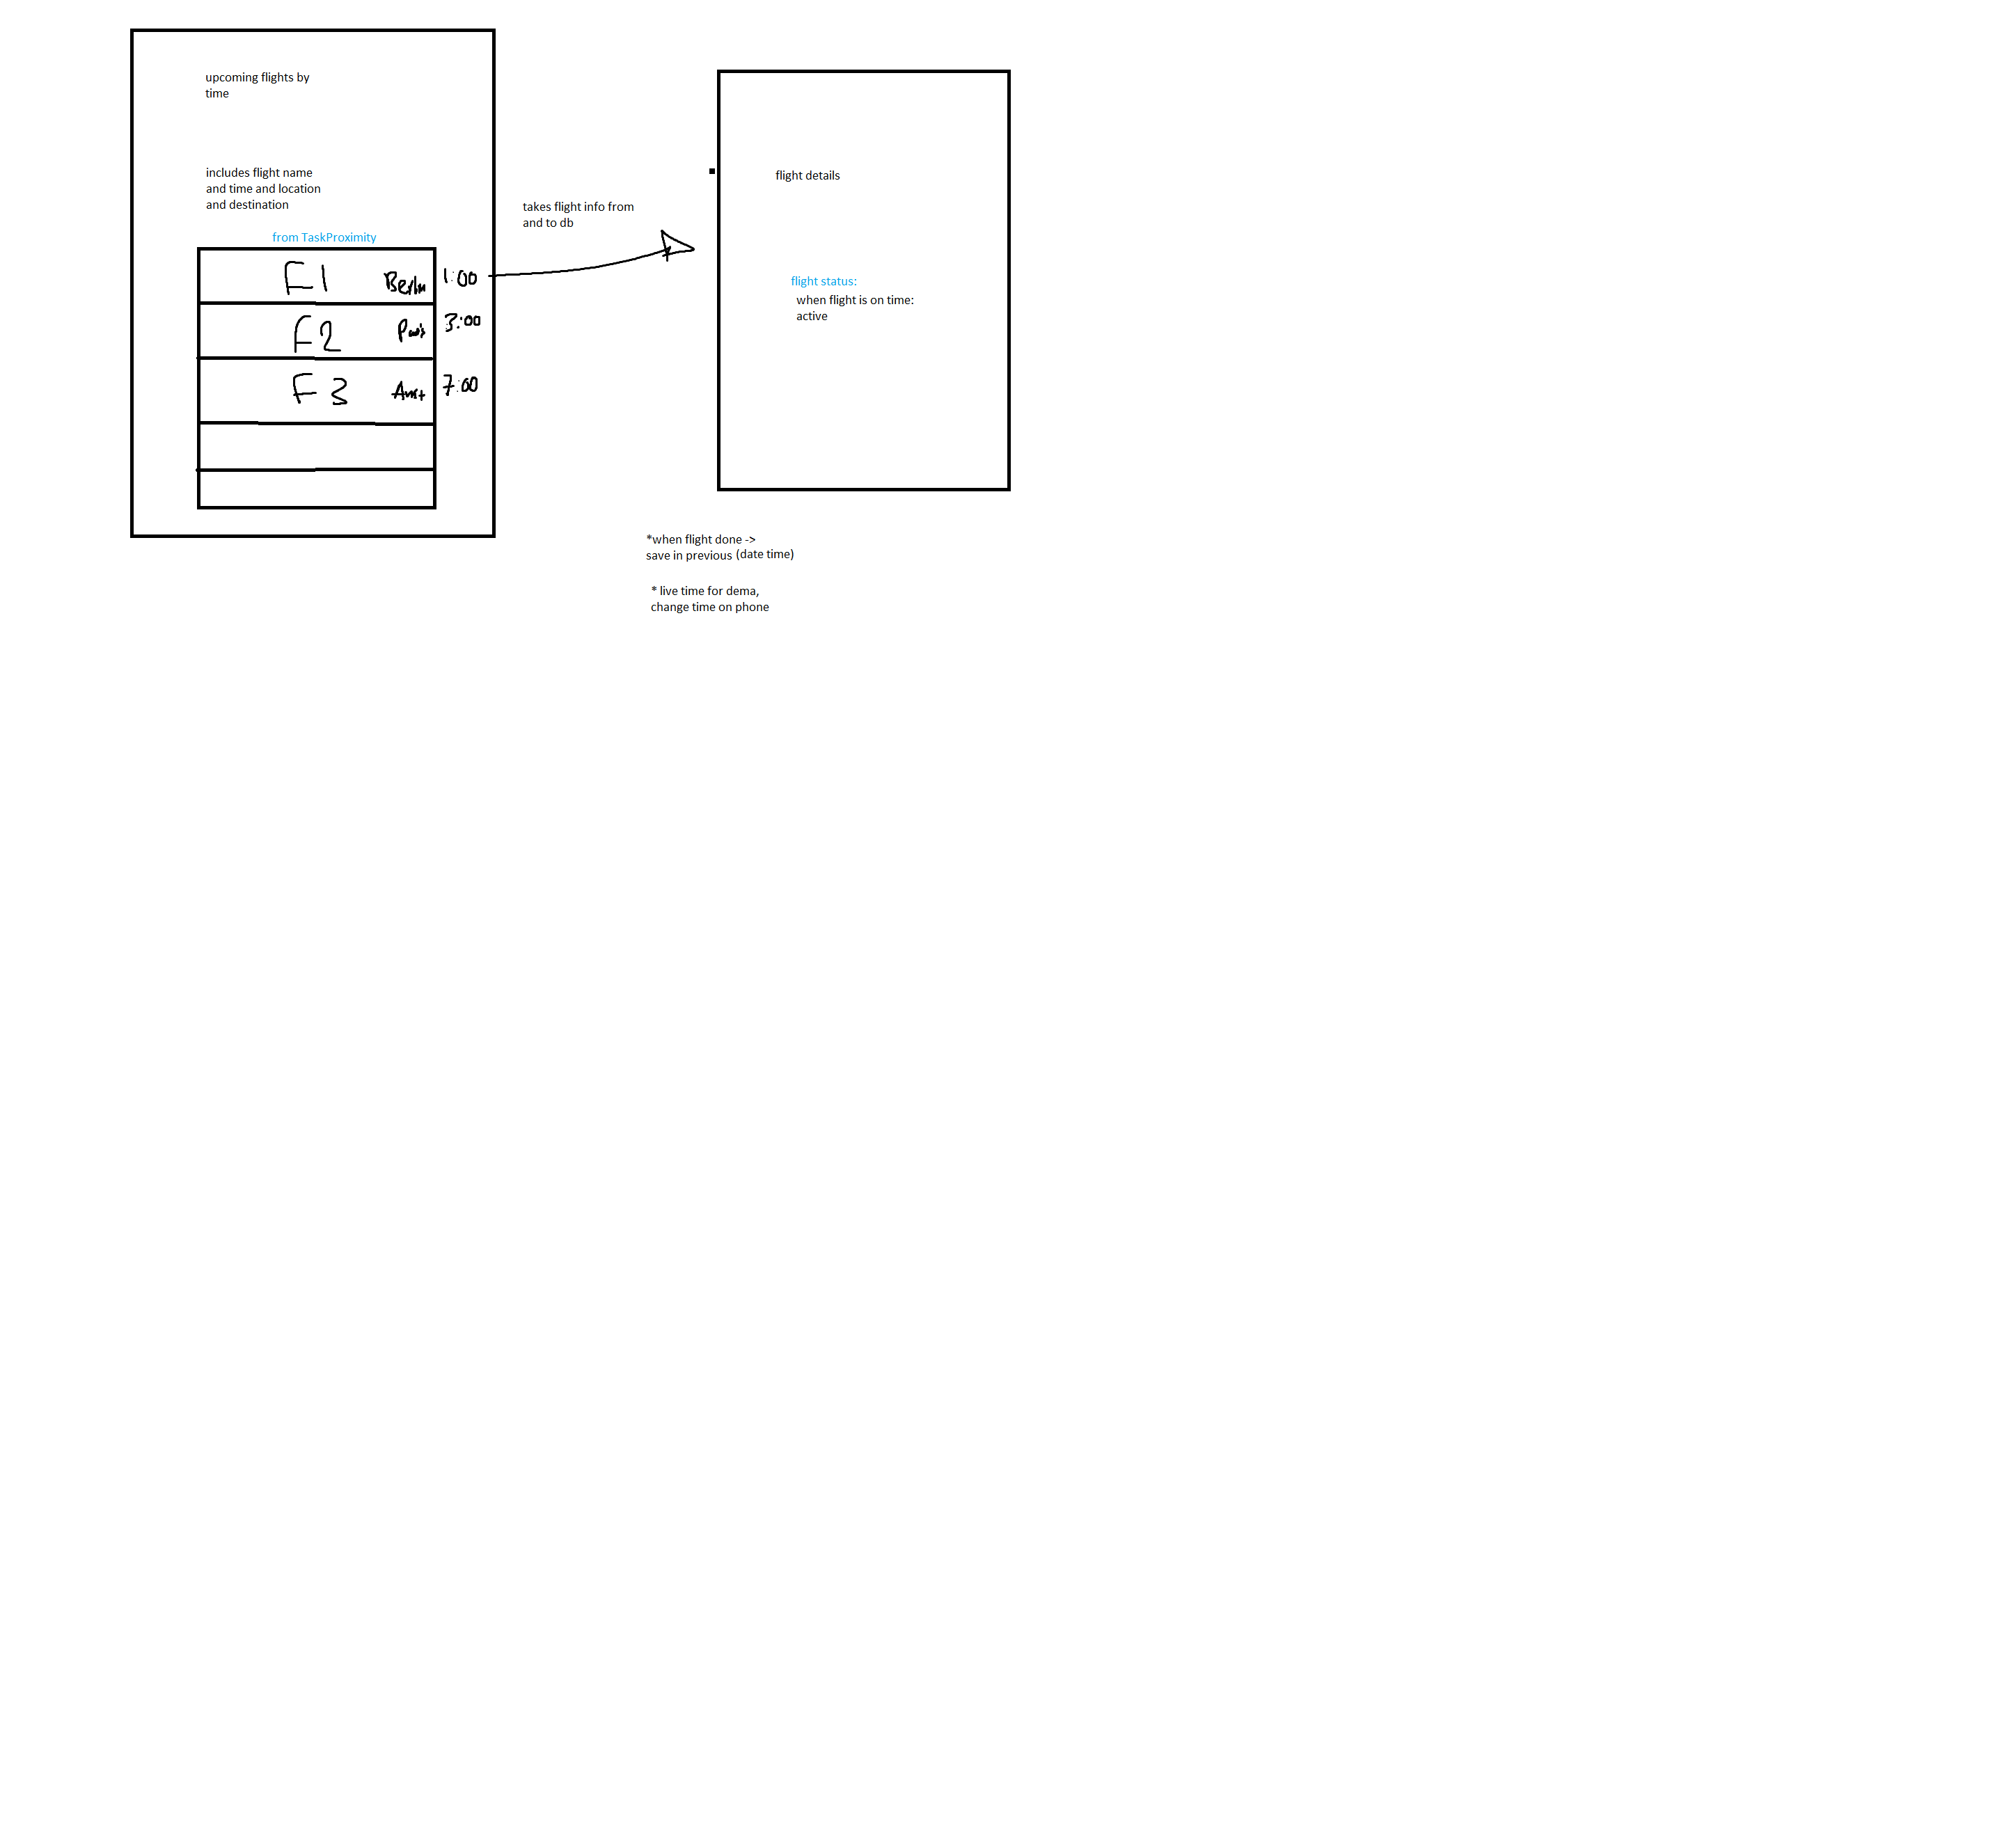 upcoming flights by
time
includes flight name
and time and location
and destination
from TaskProximity
F1 Berlin 1:00
F2 Paris 3:00
F3 Amst 7:00
takes flight info from
and to db
flight details
flight status:
when flight is on time:
active
*when flight done ->
save in previous (date time)
* live time for dema,
change time on phone